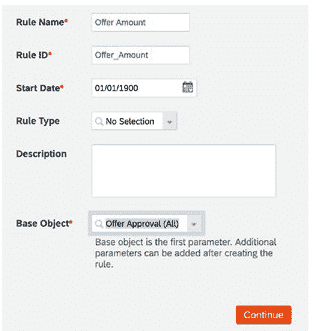 Rule Name* Offer Amount
Rule ID* Offer_Amount
Start Date* 01/01/1900
Rule Type No Selection
Description
Base Object* Offer Approval (All)
Base object is the first parameter. Additional
parameters can be added after creating the
rule.
Continue